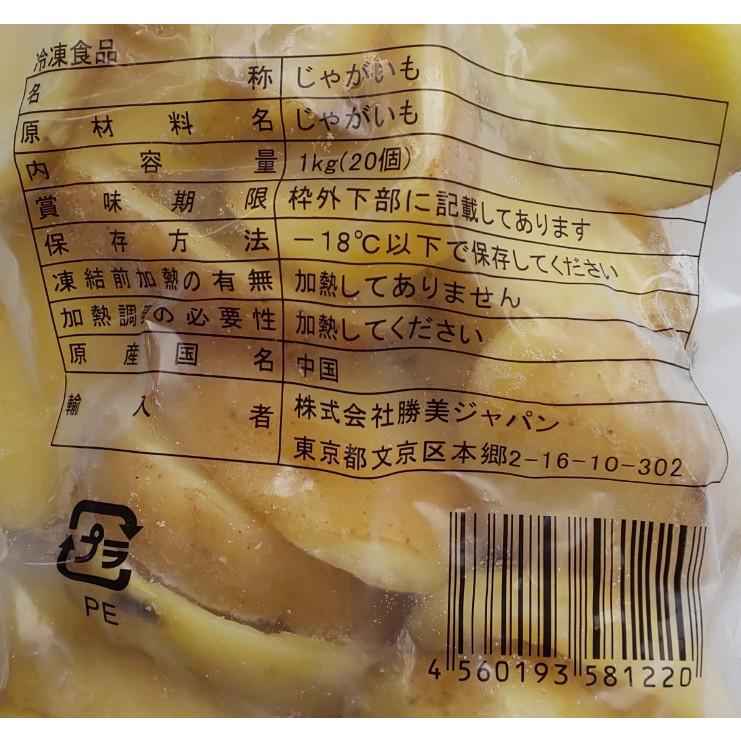 冷凍食品
名称 じゃがいも
原材料名 じゃがいも
内容量 1kg(20個)
賞味期限 枠外下部に記載してあります
保存方法 −18℃以下で保存してください
凍結前加熱の有無 加熱してありません
加熱調理の必要性 加熱してください
原産国名 中国
輸入者 株式会社勝美ジャパン
東京都文京区本郷2-16-10-302
プラ
PE
4 560193 581220